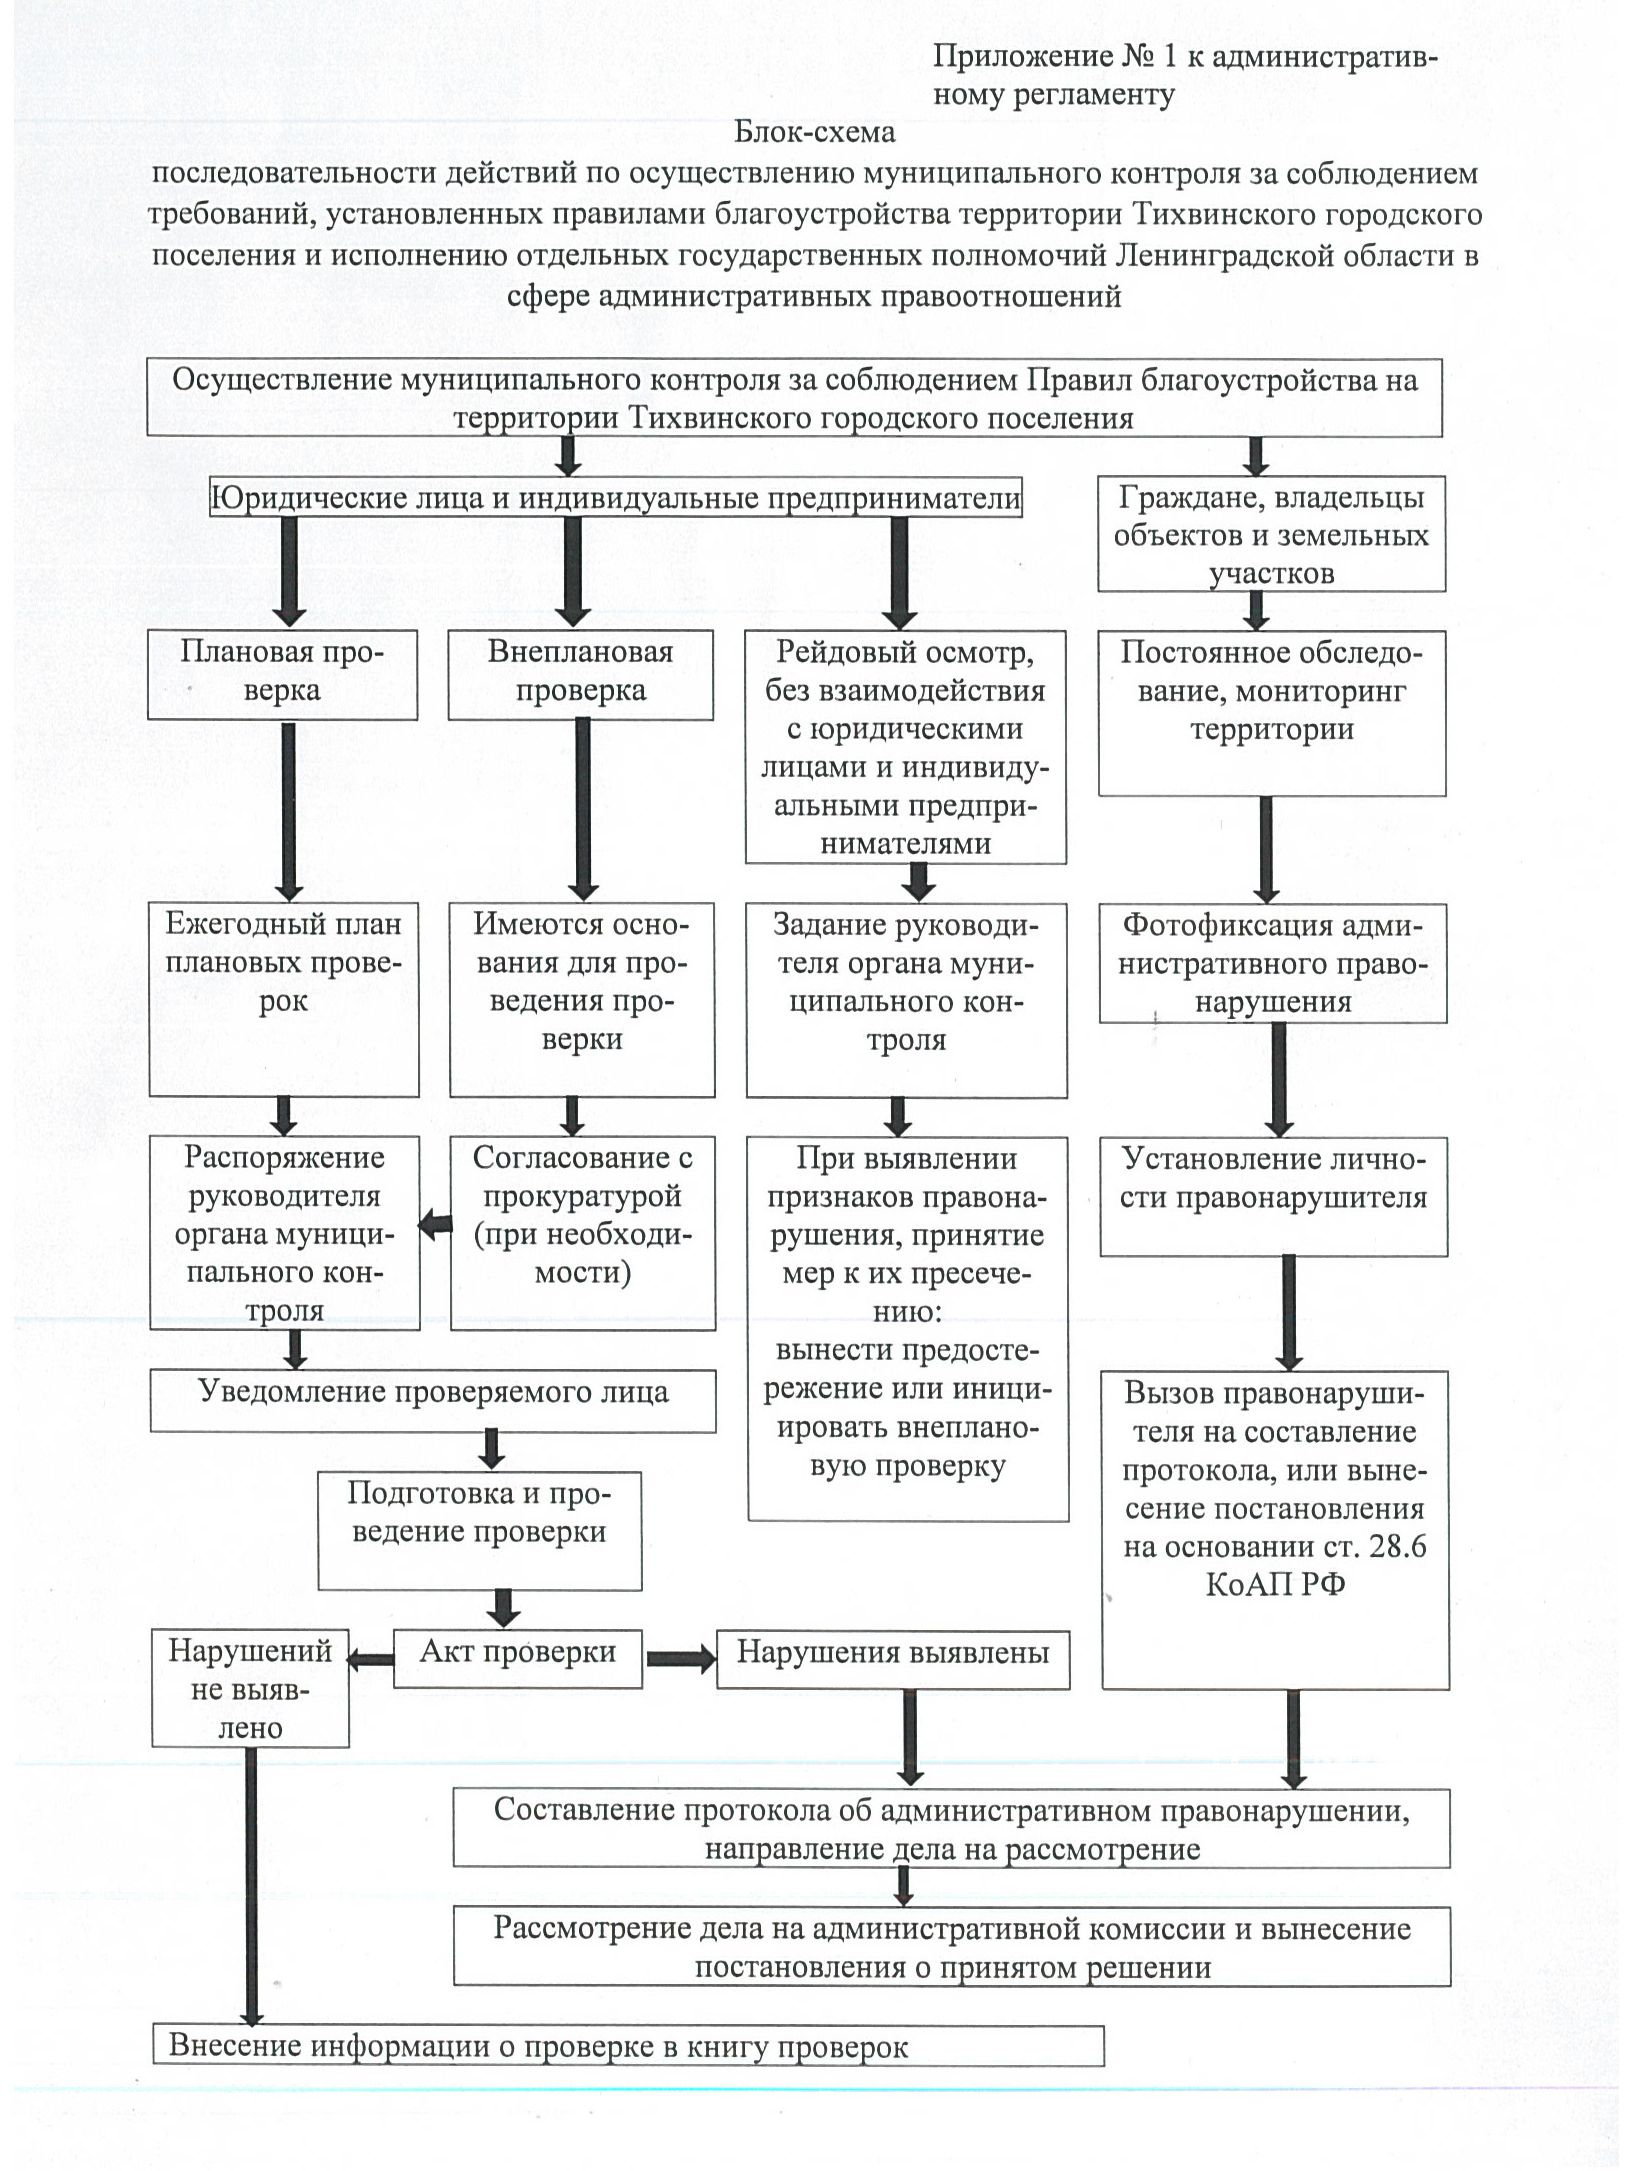 Приложение № 1 к административ-
ному регламенту
Блок-схема
последовательности действий по осуществлению муниципального контроля за соблюдением
требований, установленных правилами благоустройства территории Тихвинского городского
поселения и исполнению отдельных государственных полномочий Ленинградской области в
сфере административных правоотношений
Осуществление муниципального контроля за соблюдением Правил благоустройства на
территории Тихвинского городского поселения
Юридические лица и индивидуальные предприниматели
Граждане, владельцы
объектов и земельных
участков
Плановая про-
верка
Внеплановая
проверка
Рейдовый осмотр,
без взаимодействия
с юридическими
лицами и индивиду-
альными предпри-
нимателями
Постоянное обследо-
вание, мониторинг
территории
Ежегодный план
плановых прове-
рок
Имеются осно-
вания для про-
ведения про-
верки
Задание руководи-
теля органа муни-
ципального кон-
троля
Фотофиксация адми-
нистративного право-
нарушения
Распоряжение
руководителя
органа муници-
пального кон-
троля
Согласование с
прокуратурой
(при необходи-
мости)
При выявлении
признаков правона-
рушения, принятие
мер к их пресече-
нию:
вынести предосте-
режение или иници-
ировать внеплано-
вую проверку
Установление лично-
сти правонарушителя
Уведомление проверяемого лица
Вызов правонаруши-
теля на составление
протокола, или выне-
сение постановления
на основании ст. 28.6
КоАП РФ
Подготовка и про-
ведение проверки
Нарушений
не выяв-
лено
Акт проверки
Нарушения выявлены
Составление протокола об административном правонарушении,
направление дела на рассмотрение
Рассмотрение дела на административной комиссии и вынесение
постановления о принятом решении
Внесение информации о проверке в книгу проверок